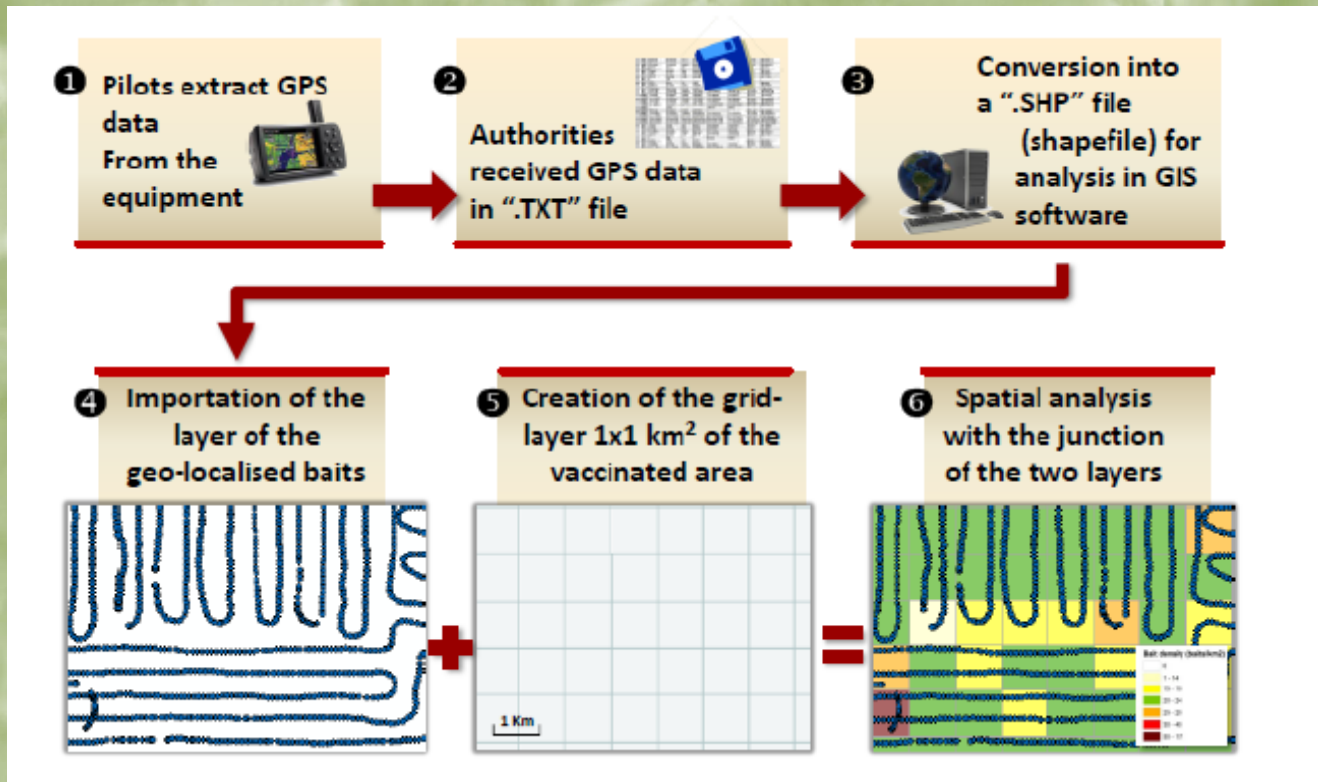 ❶ Pilots extract GPS
data
From the
equipment
❷
Authorities
received GPS data
in “.TXT” file
❸ Conversion into
a “.SHP” file
(shapefile) for
analysis in GIS
software
❹ Importation of the
layer of the
geo-localised baits
❺ Creation of the grid-
layer 1x1 km² of the
vaccinated area
1 Km
❻ Spatial analysis
with the junction
of the two layers
Bait density (baits/km2)
0
1 - 14
20 - 24